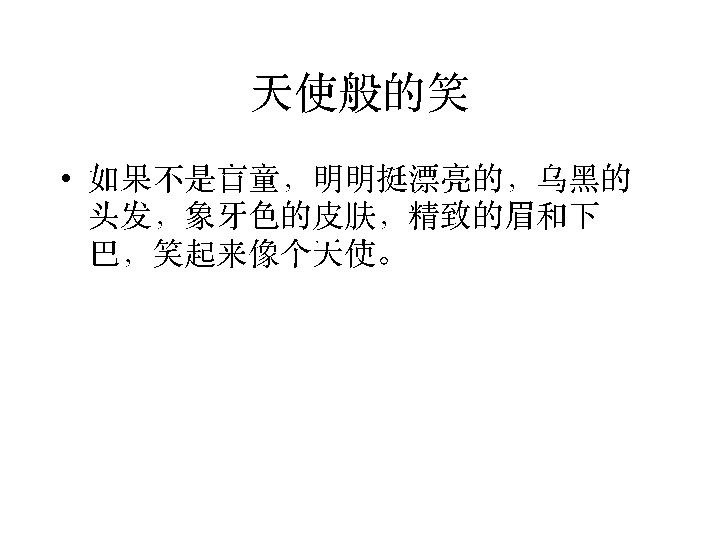 天使般的笑
• 如果不是盲童，明明挺漂亮的，乌黑的
头发，象牙色的皮肤，精致的眉和下
巴，笑起来像个天使。